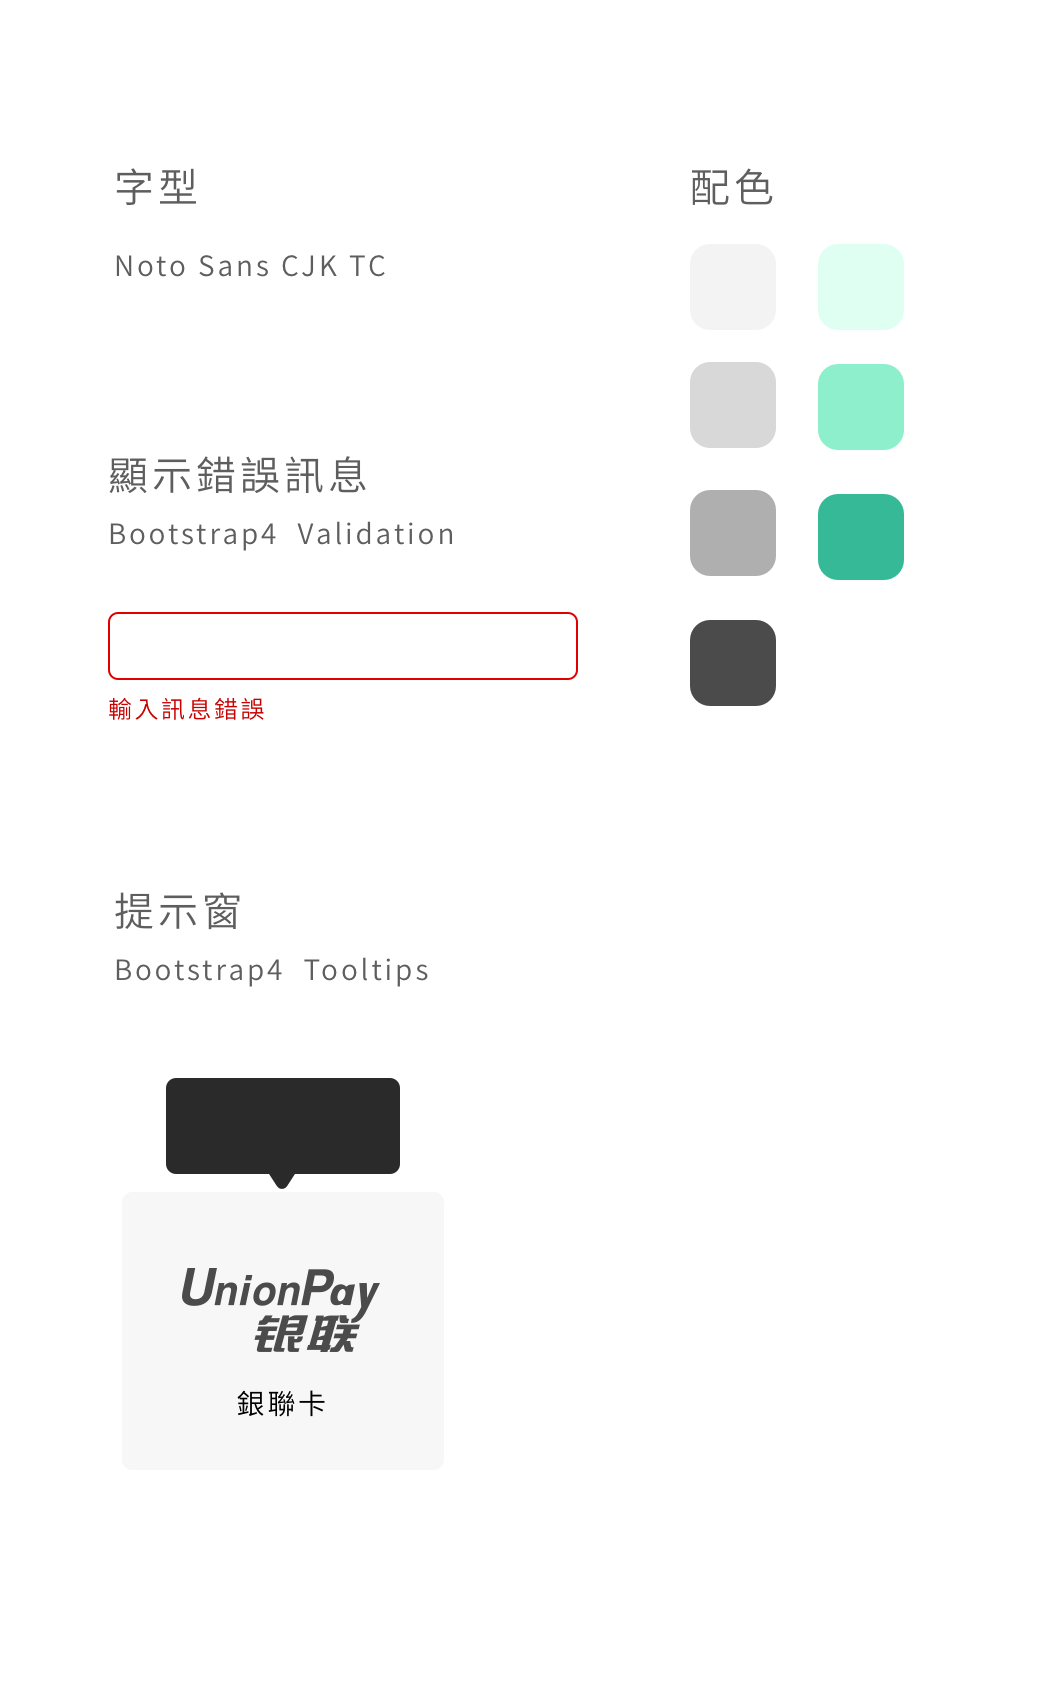 字型
Noto Sans CJK TC
配色
顯示錯誤訊息
Bootstrap4 Validation
輸入訊息錯誤
提示窗
Bootstrap4 Tooltips
UnionPay
银联
銀聯卡